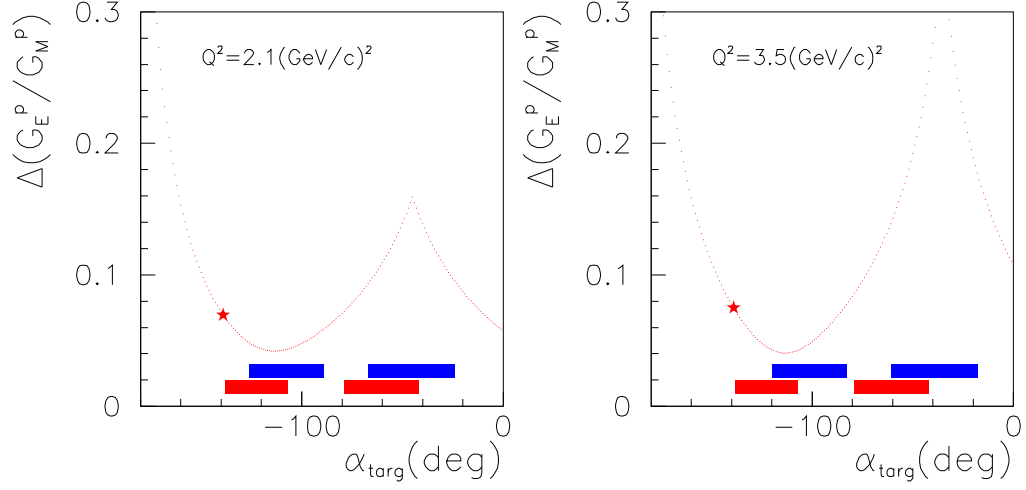 Δ(G_E^p/G_M^p)
0.3
0.2
0.1
0
Q²=2.1(GeV/c)²
−100
0
α_targ(deg)
Δ(G_E^p/G_M^p)
0.3
0.2
0.1
0
Q²=3.5(GeV/c)²
−100
0
α_targ(deg)